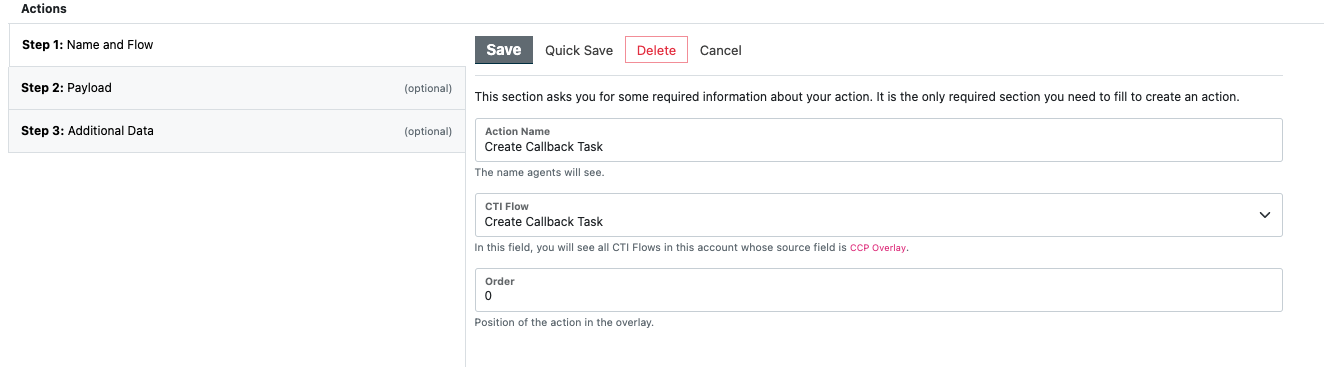 Actions
Step 1: Name and Flow
Step 2: Payload (optional)
Step 3: Additional Data (optional)
Save Quick Save Delete Cancel
This section asks you for some required information about your action. It is the only required section you need to fill to create an action.
Action Name
Create Callback Task
The name agents will see.
CTI Flow
Create Callback Task
In this field, you will see all CTI Flows in this account whose source field is CCP Overlay.
Order
0
Position of the action in the overlay.